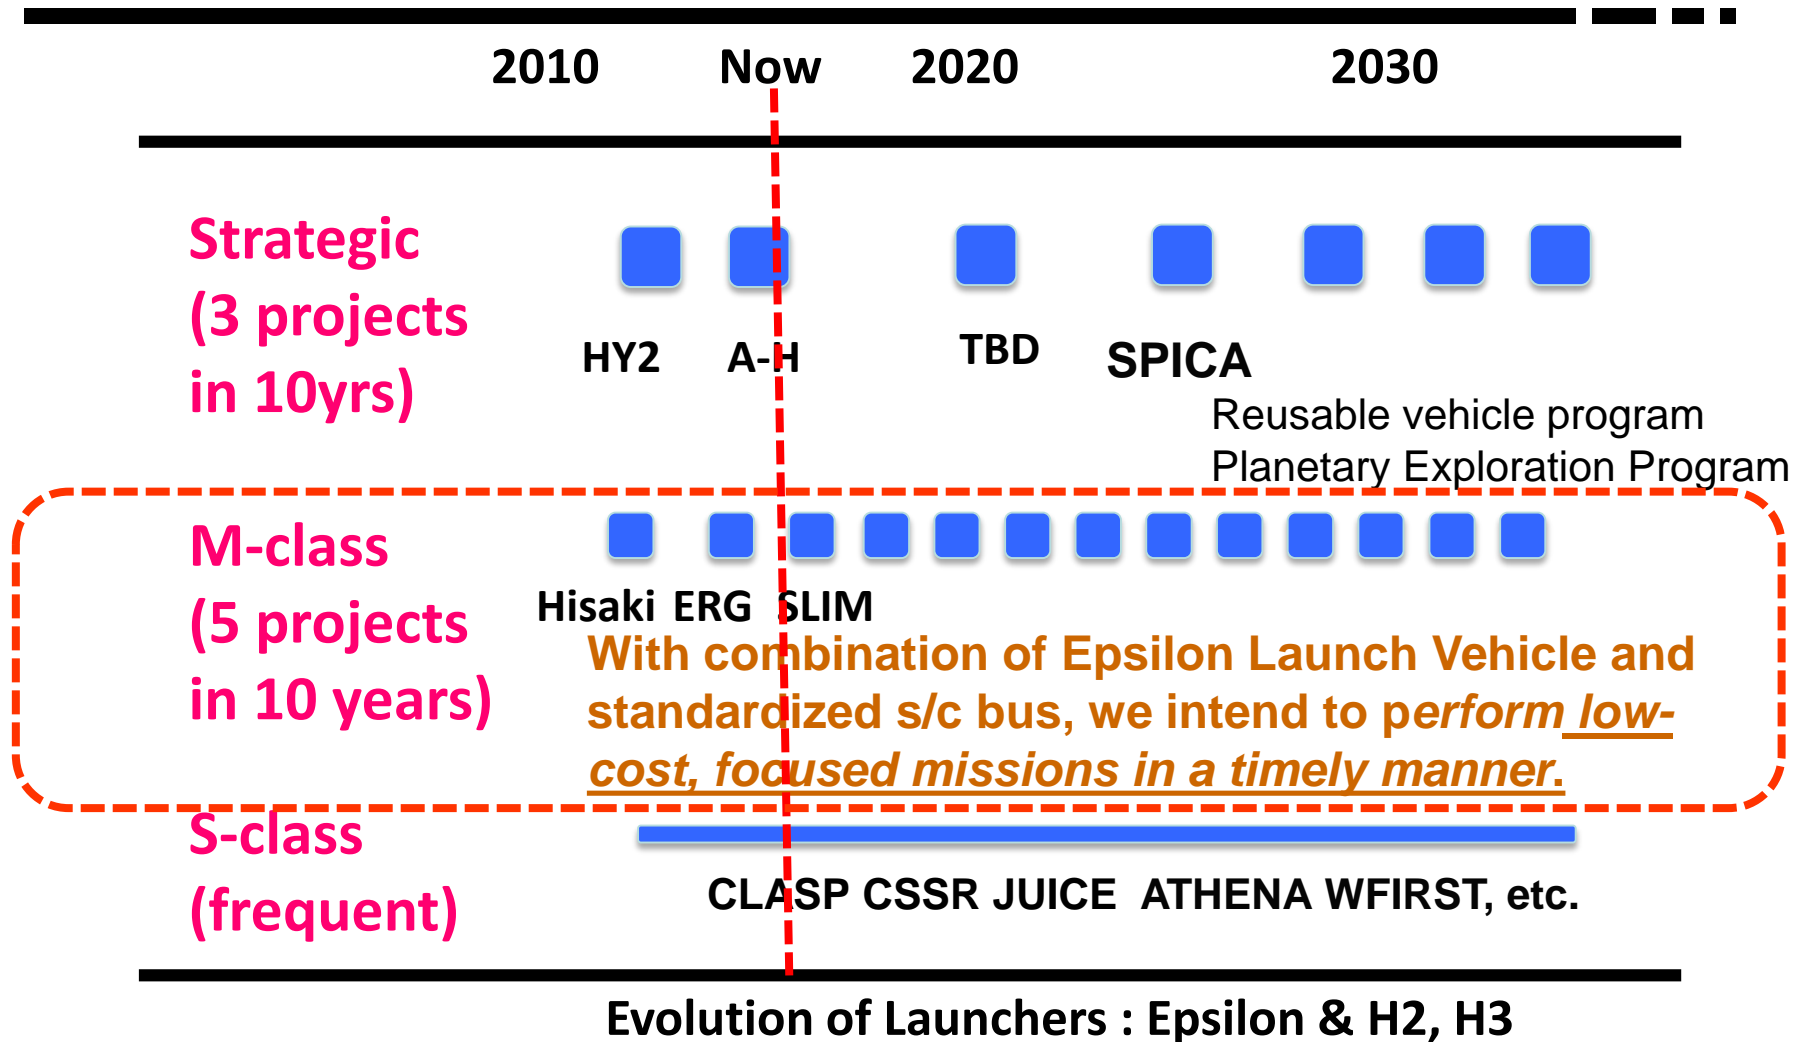 2010 Now 2020 2030
Strategic
(3 projects
in 10yrs)
HY2 A-H TBD SPICA
Reusable vehicle program
Planetary Exploration Program
M-class
(5 projects
in 10 years)
Hisaki ERG SLIM
With combination of Epsilon Launch Vehicle and
standardized s/c bus, we intend to perform low-
cost, focused missions in a timely manner.
S-class
(frequent)
CLASP CSSR JUICE ATHENA WFIRST, etc.
Evolution of Launchers : Epsilon & H2, H3